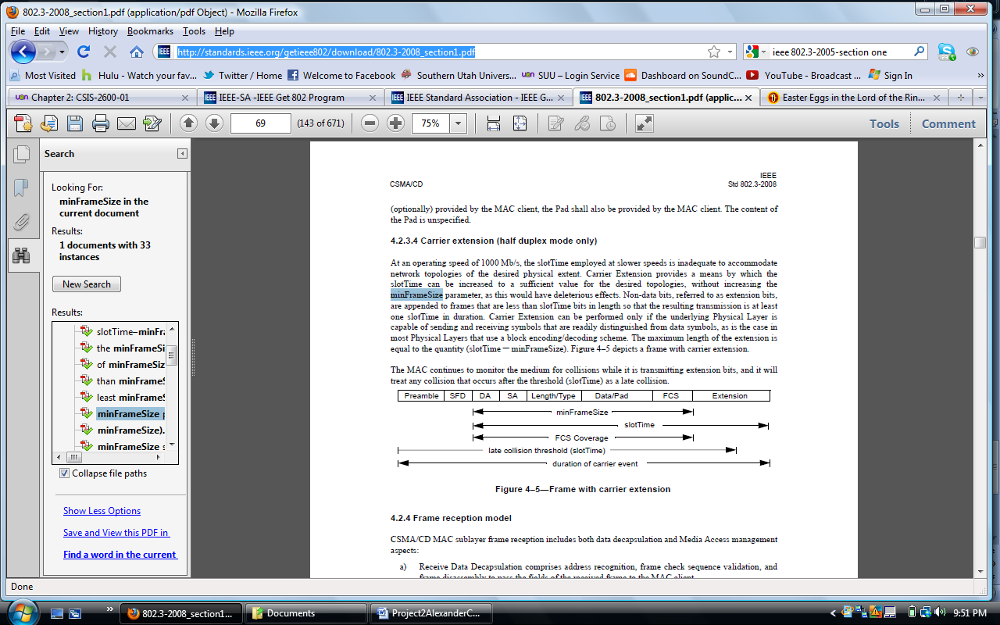 802.3-2008_section1.pdf (application/pdf Object) - Mozilla Firefox
File Edit View History Bookmarks Tools Help
IEEE http://standards.ieee.org/getieee802/download/802.3-2008_section1.pdf ieee 802.3-2005-section one
Most Visited Hulu - Watch your fav... Twitter / Home Welcome to Facebook Southern Utah Univers... SUU – Login Service Dashboard on SoundC... YouTube - Broadcast ... Sign In »
Chapter 2: CSIS-2600-01 IEEE-SA -IEEE Get 802 Program IEEE Standard Association - IEEE G... 802.3-2008_section1.pdf (applic... Easter Eggs in the Lord of the Rin...
69 (143 of 671) 75% Tools Comment
Search
Looking For:
minFrameSize in the
current document
Results:
1 documents with 33
instances
New Search
Results:
slotTime–minFr
the minFrameSi
of minFrameSiz
than minFrameS
least minFrameS
minFrameSize p
minFrameSize).
minFrameSize s
Collapse file paths
Show Less Options
Save and View this PDF in
Find a word in the current
IEEE
CSMA/CD Std 802.3-2008
(optionally) provided by the MAC client, the Pad shall also be provided by the MAC client. The content of
the Pad is unspecified.
4.2.3.4 Carrier extension (half duplex mode only)
At an operating speed of 1000 Mb/s, the slotTime employed at slower speeds is inadequate to accommodate
network topologies of the desired physical extent. Carrier Extension provides a means by which the
slotTime can be increased to a sufficient value for the desired topologies, without increasing the
minFrameSize parameter, as this would have deleterious effects. Non-data bits, referred to as extension bits,
are appended to frames that are less than slotTime bits in length so that the resulting transmission is at least
one slotTime in duration. Carrier Extension can be performed only if the underlying Physical Layer is
capable of sending and receiving symbols that are readily distinguished from data symbols, as is the case in
most Physical Layers that use a block encoding/decoding scheme. The maximum length of the extension is
equal to the quantity (slotTime — minFrameSize). Figure 4–5 depicts a frame with carrier extension.
The MAC continues to monitor the medium for collisions while it is transmitting extension bits, and it will
treat any collision that occurs after the threshold (slotTime) as a late collision.
Preamble SFD DA SA Length/Type Data/Pad FCS Extension
minFrameSize
slotTime
FCS Coverage
late collision threshold (slotTime)
duration of carrier event
Figure 4–5—Frame with carrier extension
4.2.4 Frame reception model
CSMA/CD MAC sublayer frame reception includes both data decapsulation and Media Access management
aspects:
a) Receive Data Decapsulation comprises address recognition, frame check sequence validation, and
frame disassembly to pass the fields of the received frame to the MAC client.
Done
» 802.3-2008_section1... Documents Project2AlexanderC... 9:51 PM